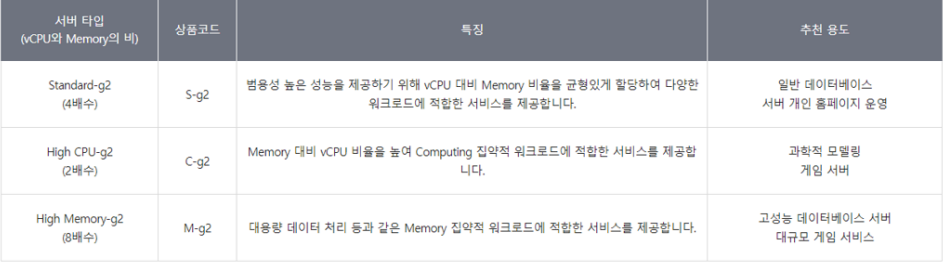 서버 타입
(vCPU와 Memory의 비)
상품코드
특징
추천 용도
Standard-g2
(4배수)
S-g2
범용성 높은 성능을 제공하기 위해 vCPU 대비 Memory 비율을 균형있게 할당하여 다양한
워크로드에 적합한 서비스를 제공합니다.
일반 데이터베이스
서버 개인 홈페이지 운영
High CPU-g2
(2배수)
C-g2
Memory 대비 vCPU 비율을 높여 Computing 집약적 워크로드에 적합한 서비스를 제공합
니다.
과학적 모델링
게임 서버
High Memory-g2
(8배수)
M-g2
대용량 데이터 처리 등과 같은 Memory 집약적 워크로드에 적합한 서비스를 제공합니다.
고성능 데이터베이스 서버
대규모 게임 서비스